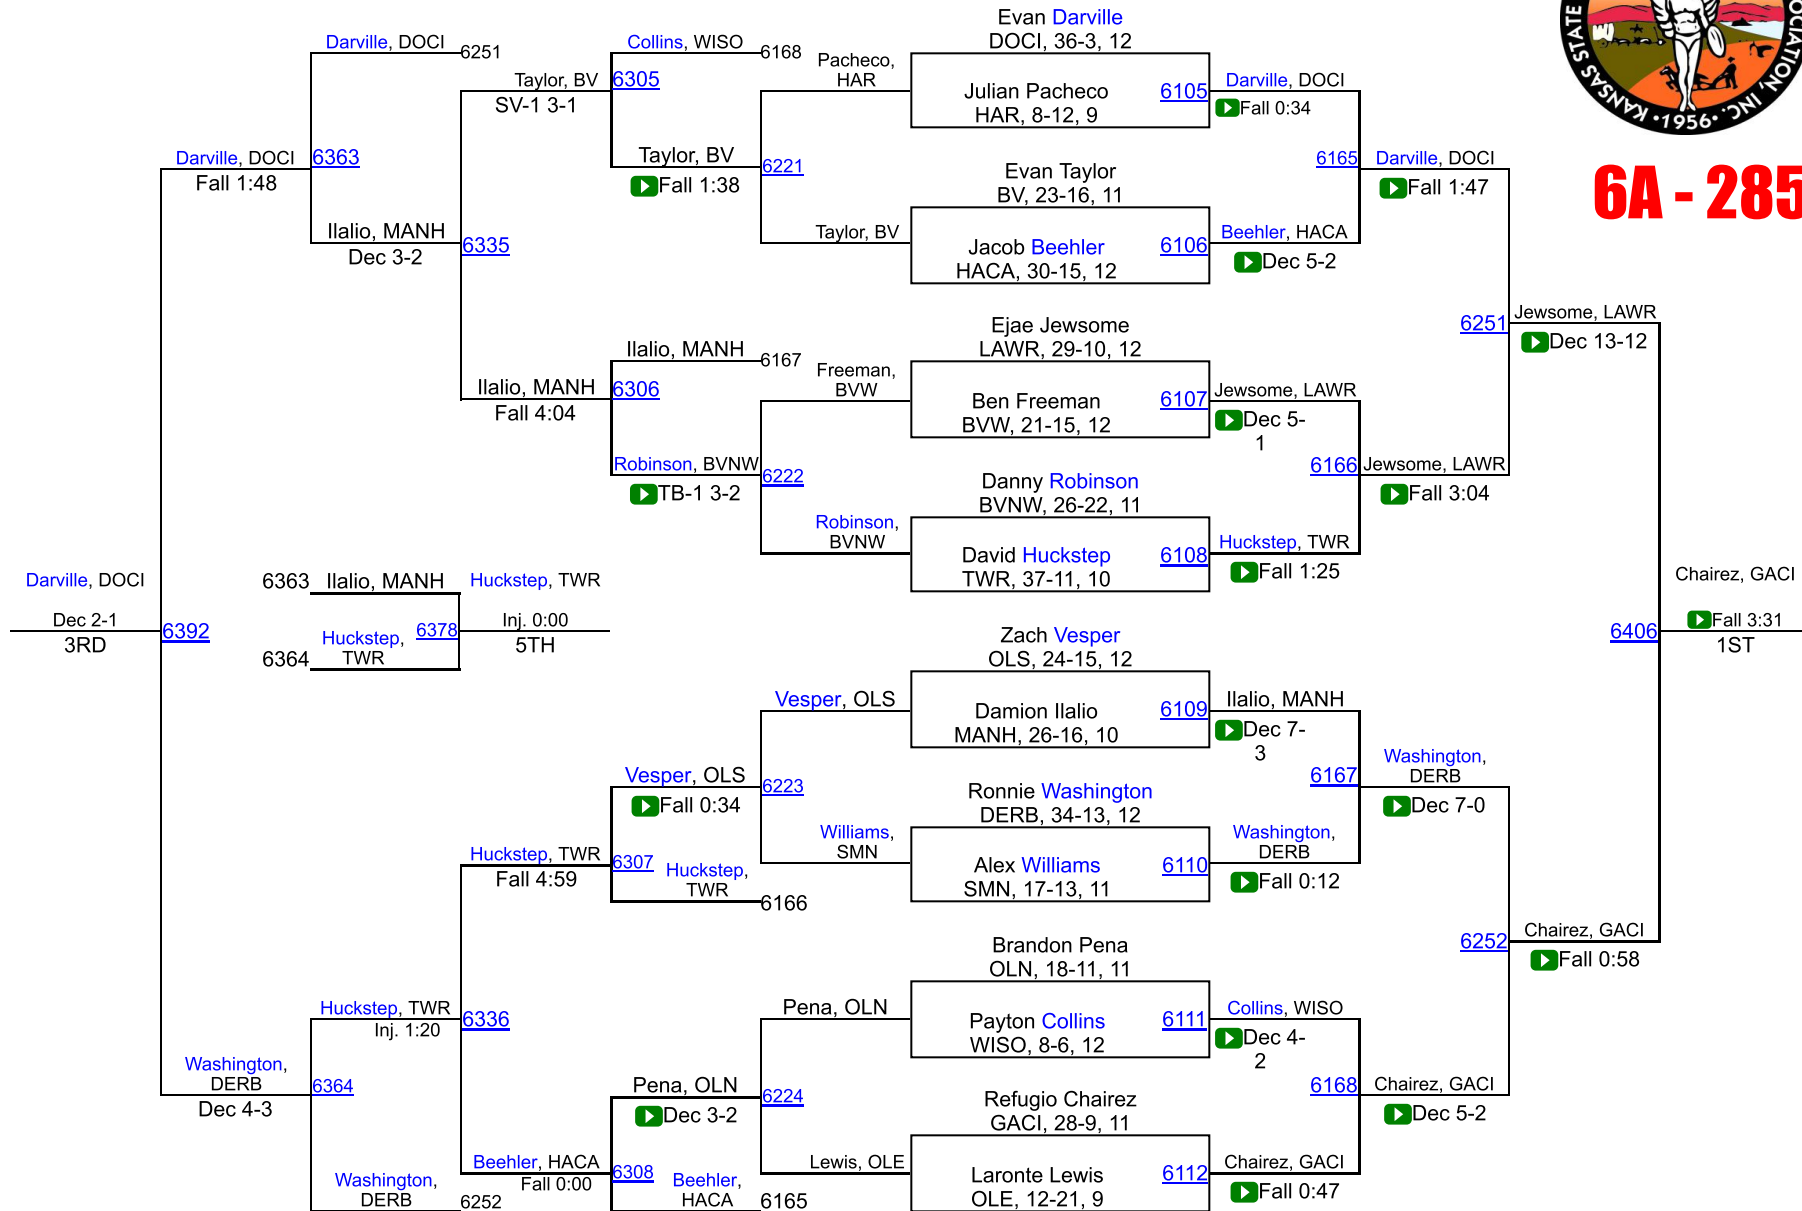 Darville, DOCI
6251
Taylor, BV
SV-1 3-1
Darville, DOCI
Fall 1:48
6363
Ilalio, MANH
Dec 3-2
6335
Collins, WISO
6168
6305
Taylor, BV
Fall 1:38
Pacheco,
HAR
6221
Taylor, BV
Ilalio, MANH
Fall 4:04
Ilalio, MANH
6167
6306
Robinson, BVNW
TB-1 3-2
Freeman,
BVW
6222
Robinson,
BVNW
Darville, DOCI
Dec 2-1
3RD
6392
6363
Ilalio, MANH
6364
Huckstep,
TWR
6378
Huckstep, TWR
Inj. 0:00
5TH
Vesper, OLS
Vesper, OLS
Fall 0:34
6223
Williams,
SMN
Huckstep, TWR
Fall 4:59
6307
Huckstep,
TWR
6166
Huckstep, TWR
Inj. 1:20
6336
Washington,
DERB
Dec 4-3
6364
Washington,
DERB
6252
Beehler, HACA
Fall 0:00
6308
Pena, OLN
Dec 3-2
Beehler,
HACA
6165
Pena, OLN
6224
Lewis, OLE
Evan Darville
DOCI, 36-3, 12
Julian Pacheco
HAR, 8-12, 9
6105
Evan Taylor
BV, 23-16, 11
Jacob Beehler
HACA, 30-15, 12
6106
Ejae Jewsome
LAWR, 29-10, 12
Ben Freeman
BVW, 21-15, 12
6107
Danny Robinson
BVNW, 26-22, 11
David Huckstep
TWR, 37-11, 10
6108
Zach Vesper
OLS, 24-15, 12
Damion Ilalio
MANH, 26-16, 10
6109
Ronnie Washington
DERB, 34-13, 12
Alex Williams
SMN, 17-13, 11
6110
Brandon Pena
OLN, 18-11, 11
Payton Collins
WISO, 8-6, 12
6111
Refugio Chairez
GACI, 28-9, 11
Laronte Lewis
OLE, 12-21, 9
6112
Darville, DOCI
Fall 0:34
6165
Beehler, HACA
Dec 5-2
Darville, DOCI
Fall 1:47
Jewsome, LAWR
Dec 5-
1
6166
Huckstep, TWR
Fall 1:25
Jewsome, LAWR
Fall 3:04
6251
Jewsome, LAWR
Dec 13-12
Ilalio, MANH
Dec 7-
3
6167
Washington,
DERB
Fall 0:12
Washington,
DERB
Dec 7-0
Collins, WISO
Dec 4-
2
6168
Chairez, GACI
Fall 0:47
Chairez, GACI
Dec 5-2
6252
Chairez, GACI
Fall 0:58
6406
Chairez, GACI
Fall 3:31
1ST
KANSAS STATE
OCIATION, INC.
•1956•
6A - 285